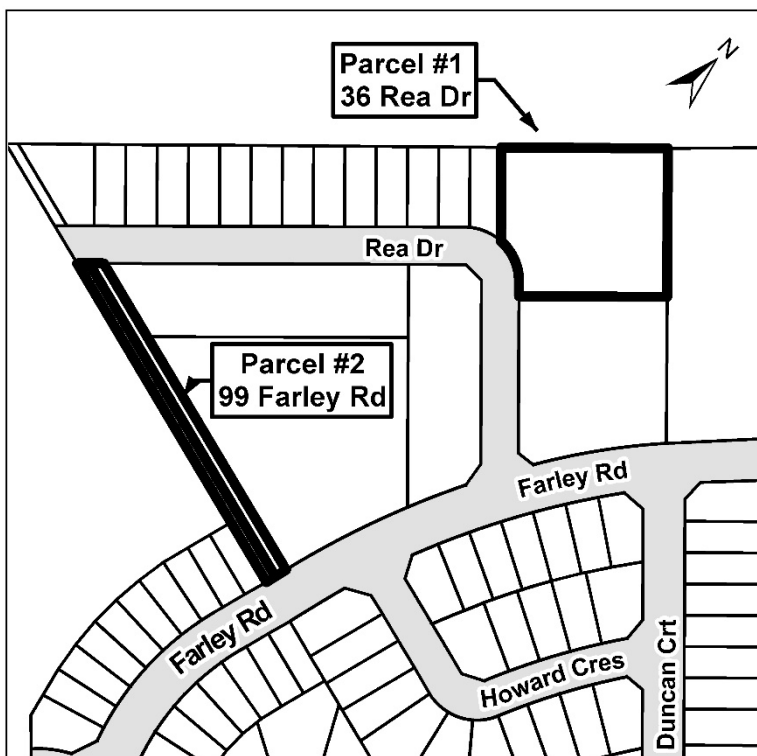 Parcel #1
36 Rea Dr
N
Rea Dr
Parcel #2
99 Farley Rd
Farley Rd
Farley Rd
Howard Cres
Duncan Crt